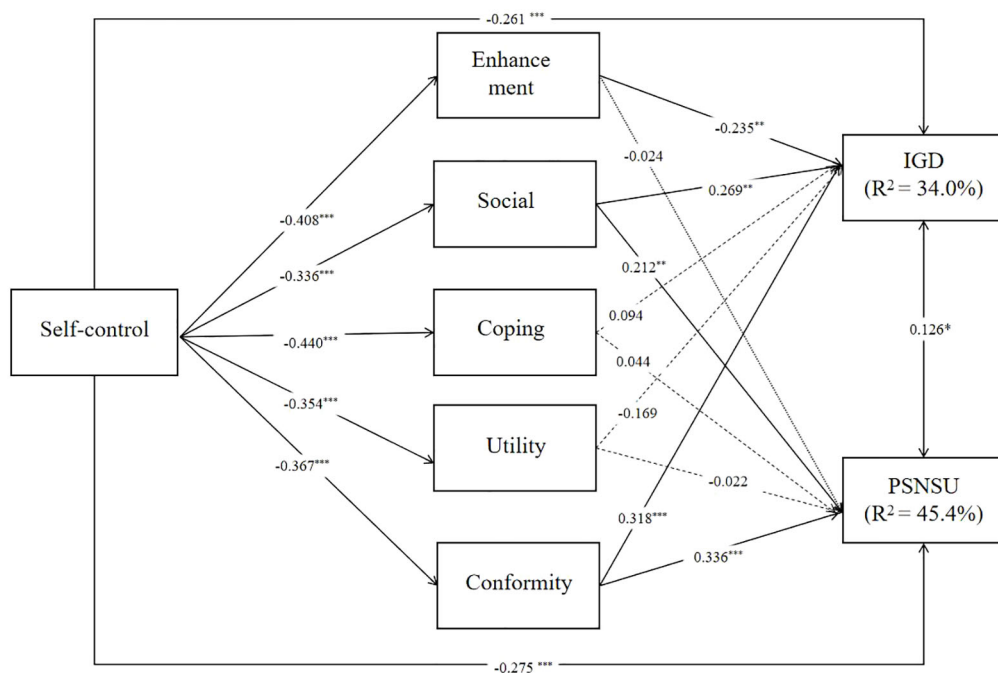 -0.261 ***
Enhance
ment
-0.235**
-0.024
IGD
(R² = 34.0%)
Social
0.269**
-0.408***
-0.336***
0.212**
Self-control
Coping
0.094
0.126*
-0.440***
0.044
-0.354***
-0.169
Utility
-0.367***
-0.022
PSNSU
(R² = 45.4%)
0.318***
Conformity
0.336***
-0.275 ***